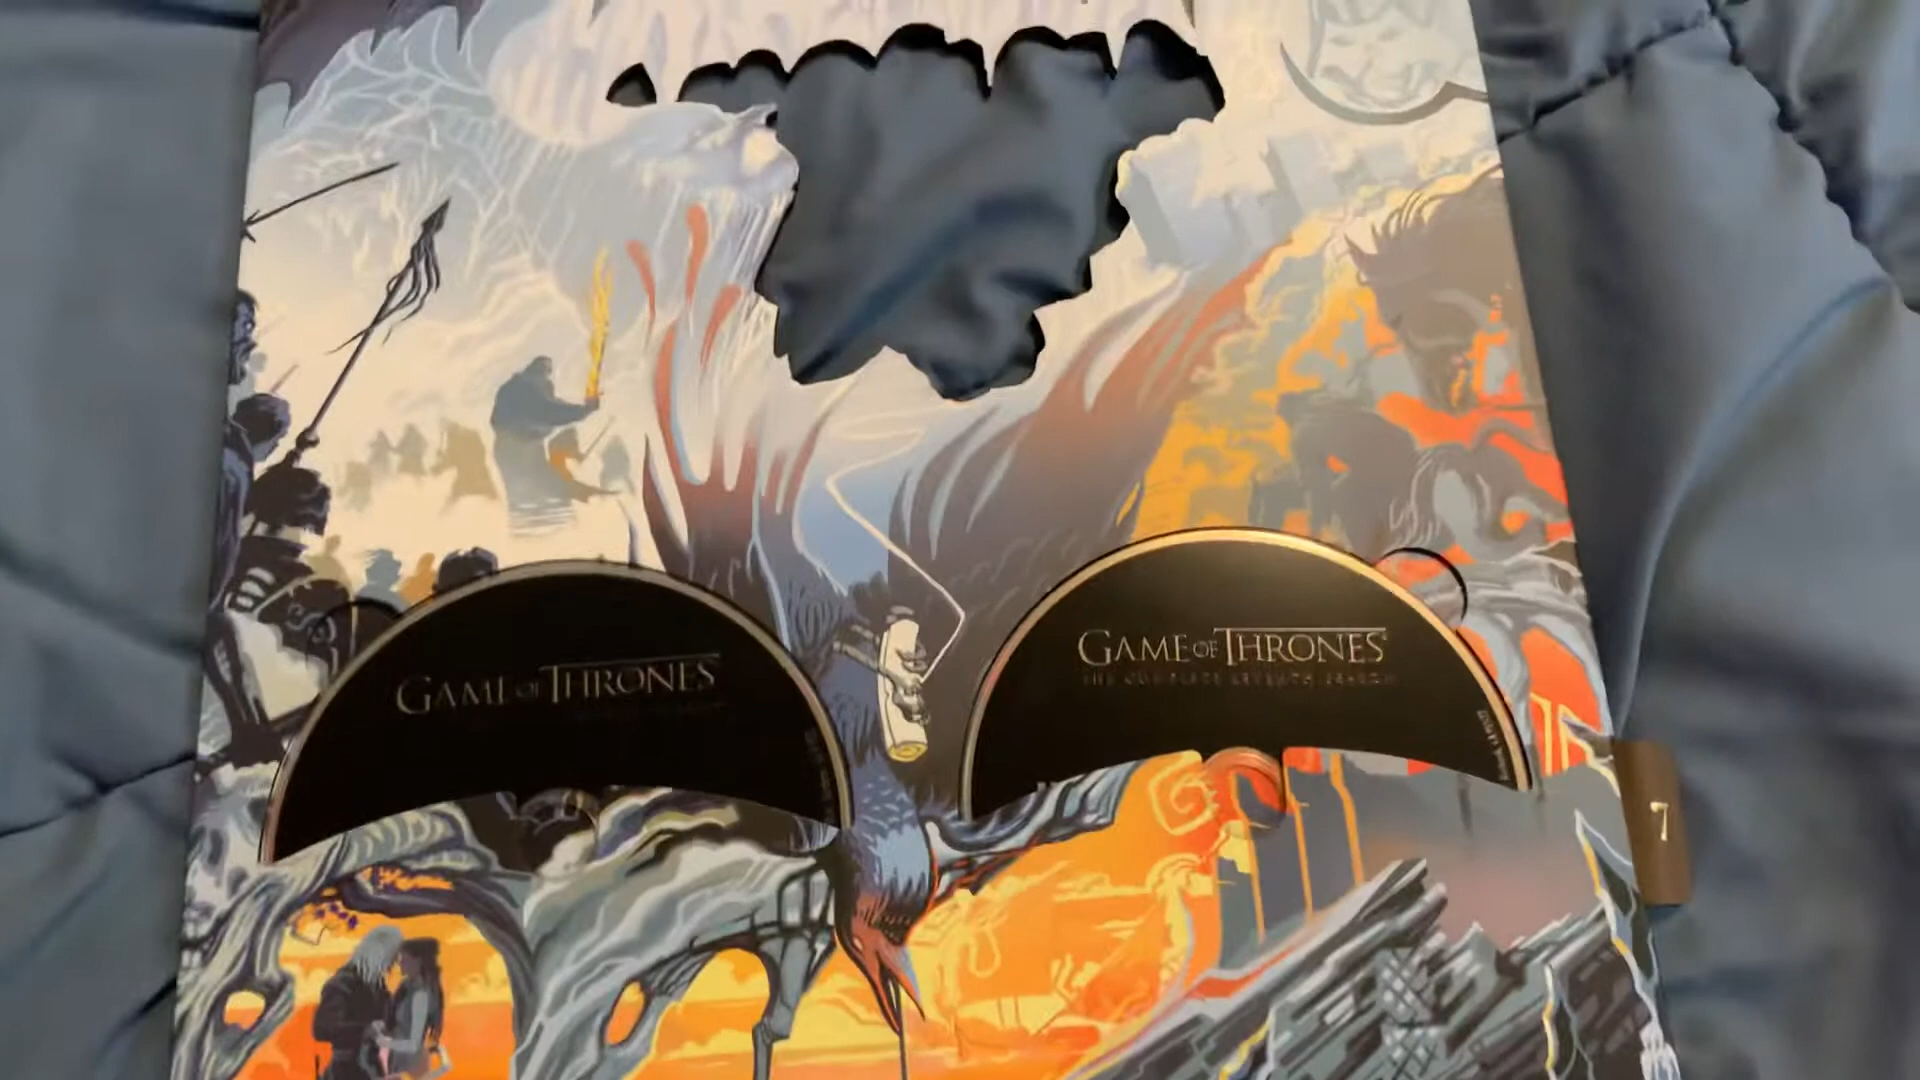 GAME OF THRONES
GAME OF THRONES
THE COMPLETE SEVENTH SEASON
7